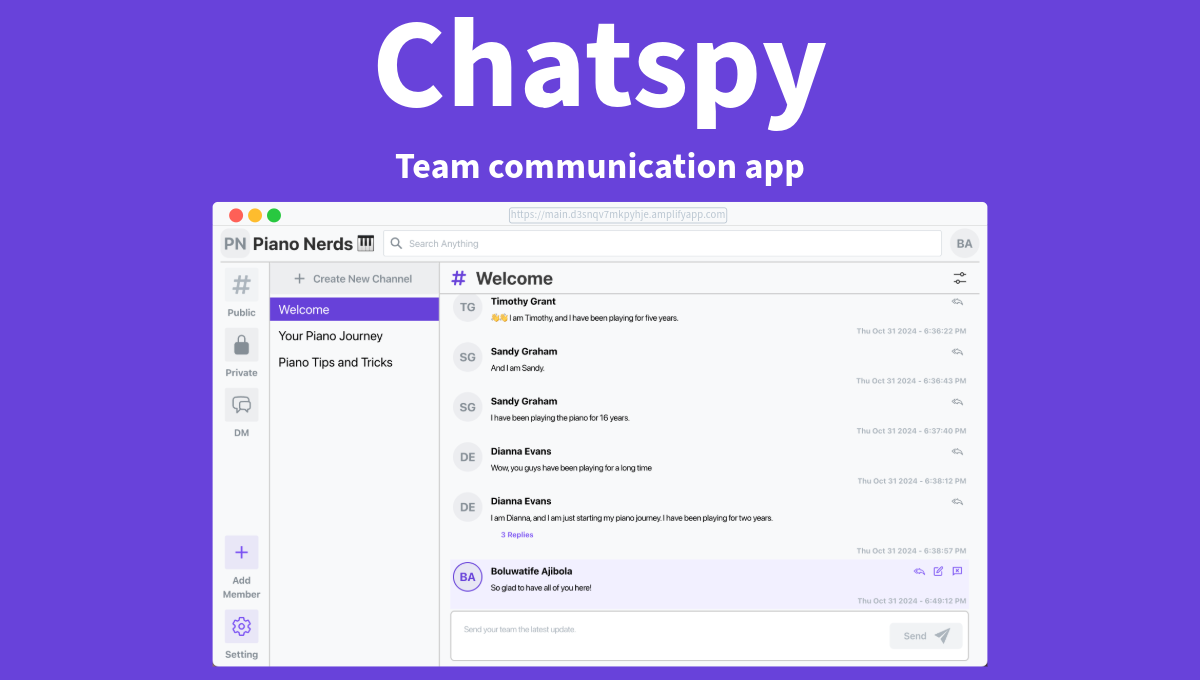 Chatspy
Team communication app
https://main.d3snqv7mkpyhje.amplifyapp.com
PN Piano Nerds 🎹 Search Anything BA
# Public
Private
DM
Add
Member
Setting
+ Create New Channel
Welcome
Your Piano Journey
Piano Tips and Tricks
# Welcome
TG Timothy Grant
👋👋 I am Timothy, and I have been playing for five years.
Thu Oct 31 2024 - 6:36:22 PM
SG Sandy Graham
And I am Sandy.
Thu Oct 31 2024 - 6:36:43 PM
SG Sandy Graham
I have been playing the piano for 16 years.
Thu Oct 31 2024 - 6:37:40 PM
DE Dianna Evans
Wow, you guys have been playing for a long time
Thu Oct 31 2024 - 6:38:12 PM
DE Dianna Evans
I am Dianna, and I am just starting my piano journey. I have been playing for two years.
3 Replies
Thu Oct 31 2024 - 6:38:57 PM
BA Boluwatife Ajibola
So glad to have all of you here!
Thu Oct 31 2024 - 6:49:12 PM
Send your team the latest update.
Send